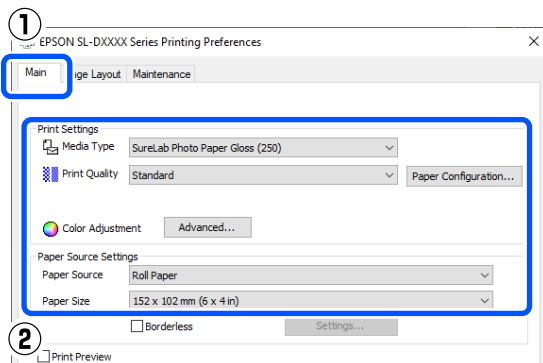 ①
EPSON SL-DXXXX Series Printing Preferences
Main age Layout Maintenance
Print Settings
Media Type SureLab Photo Paper Gloss (250)
Print Quality Standard Paper Configuration...
Color Adjustment Advanced...
Paper Source Settings
Paper Source Roll Paper
Paper Size 152 x 102 mm (6 x 4 in)
Borderless Settings...
②
Print Preview